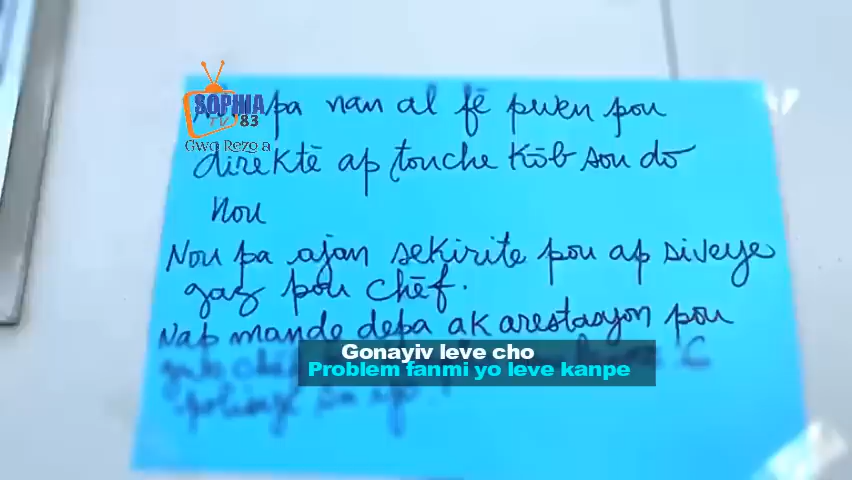 SOPHIA
TV '83
Gwo Rezo a
pa nan al fè pwen pou
direktè ap touche kòb sou do
nou
Nou pa ajan sekirite pou ap siveye
gaz pou chèf.
Nap mande depa ak arestasyon pou
Gonayiv leve cho
Problem fanmi yo leve kanpe